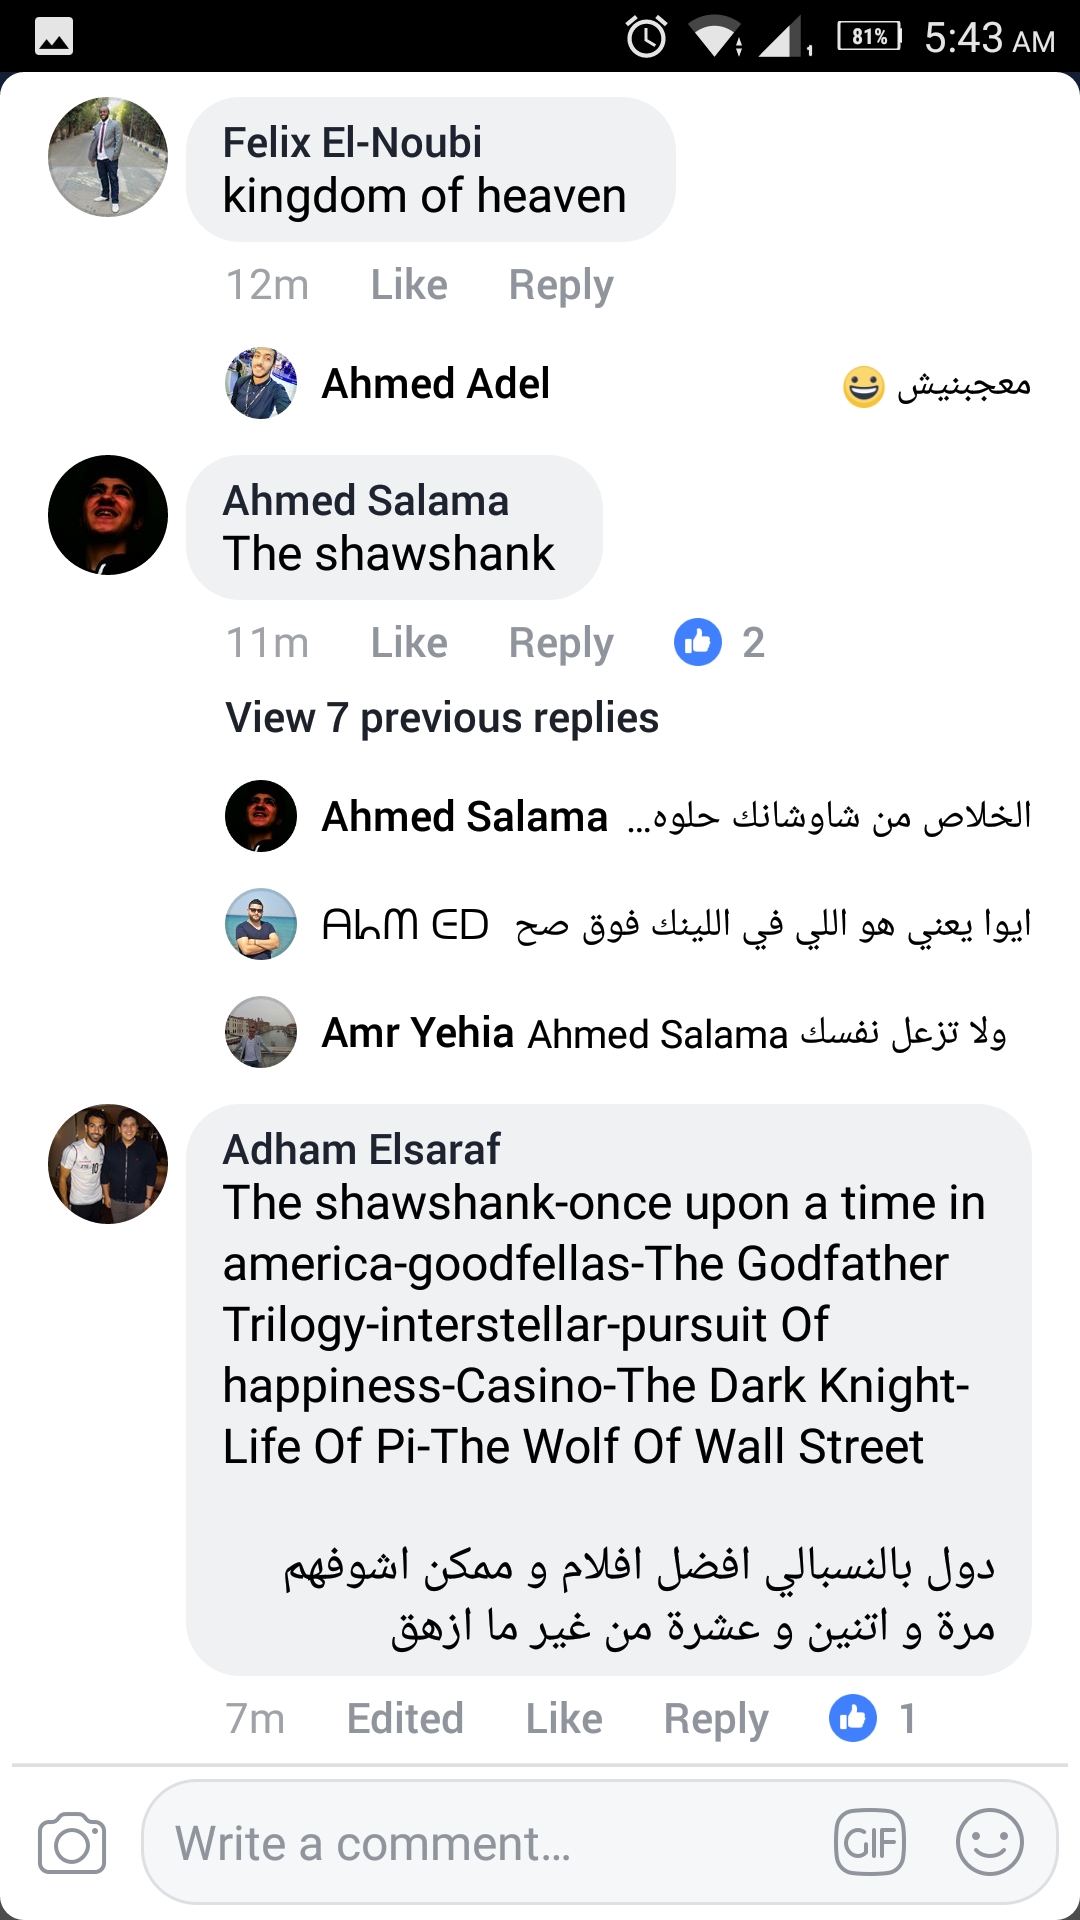 81% 5:43 AM
Felix El-Noubi
kingdom of heaven
12m Like Reply
Ahmed Adel معجبنيش 😀
Ahmed Salama
The shawshank
11m Like Reply 2
View 7 previous replies
Ahmed Salama الخلاص من شاوشانك حلوه...
ᗩᏂᗰ ᕮᗪ ايوا يعني هو اللي في اللينك فوق صح
Amr Yehia Ahmed Salama ولا تزعل نفسك
Adham Elsaraf
The shawshank-once upon a time in
america-goodfellas-The Godfather
Trilogy-interstellar-pursuit Of
happiness-Casino-The Dark Knight-
Life Of Pi-The Wolf Of Wall Street
دول بالنسبالي افضل افلام و ممكن اشوفهم
مرة و اتنين و عشرة من غير ما ازهق
7m Edited Like Reply 1
Write a comment... GIF